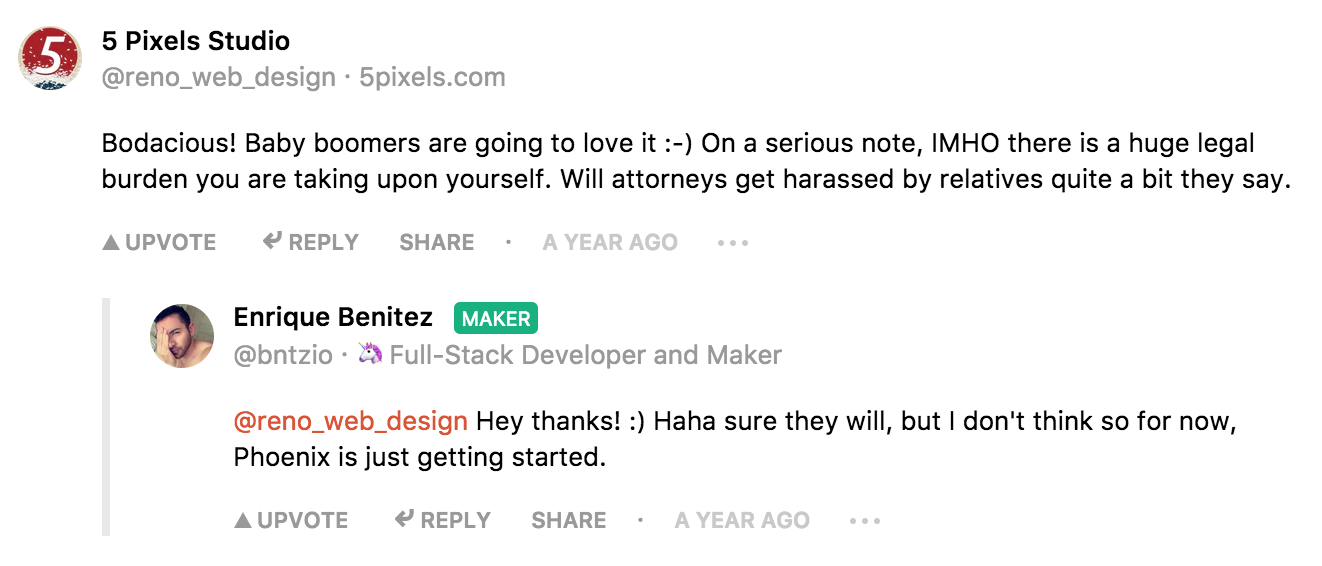 5
5 Pixels Studio
@reno_web_design · 5pixels.com
Bodacious! Baby boomers are going to love it :-) On a serious note, IMHO there is a huge legal
burden you are taking upon yourself. Will attorneys get harassed by relatives quite a bit they say.
▲ UPVOTE REPLY SHARE · A YEAR AGO •••
Enrique Benitez MAKER
@bntzio · 🦄 Full-Stack Developer and Maker
@reno_web_design Hey thanks! :) Haha sure they will, but I don't think so for now,
Phoenix is just getting started.
▲ UPVOTE REPLY SHARE · A YEAR AGO •••